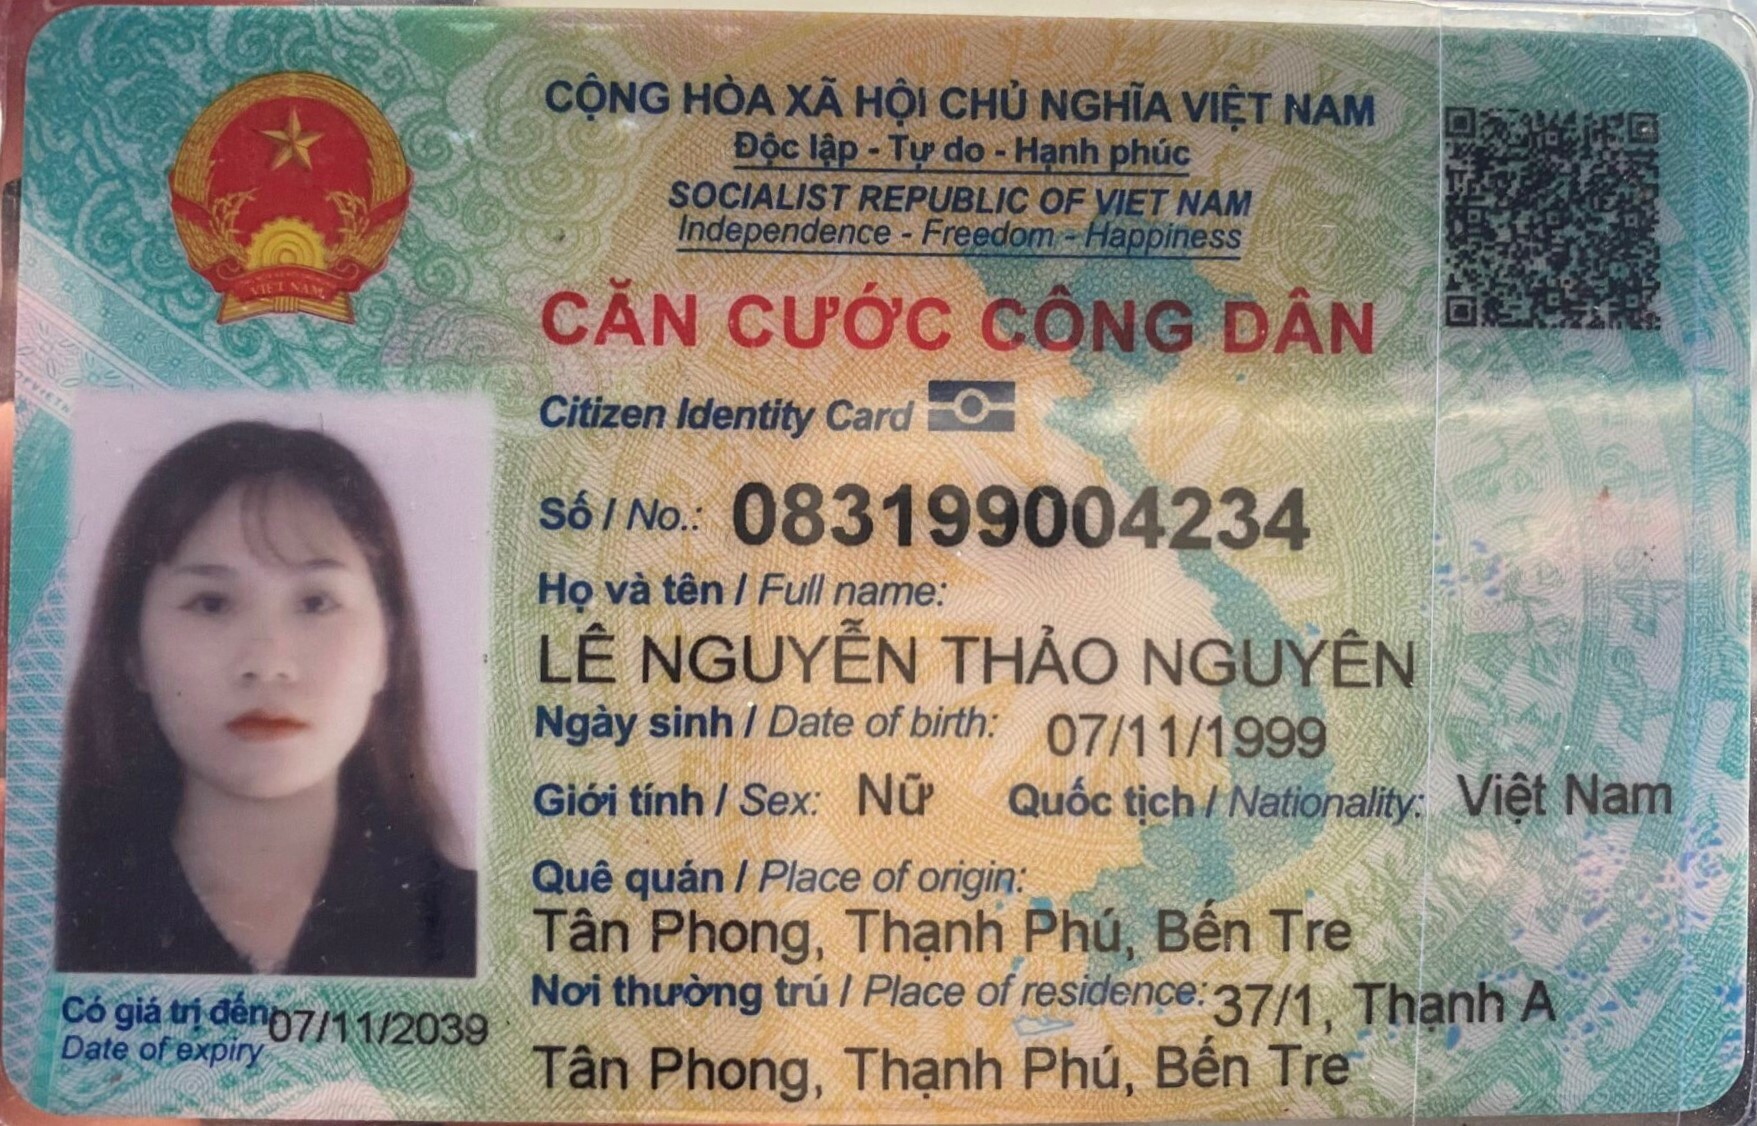 CỘNG HÒA XÃ HỘI CHỦ NGHĨA VIỆT NAM
Độc lập - Tự do - Hạnh phúc
SOCIALIST REPUBLIC OF VIET NAM
Independence - Freedom - Happiness
VIET NAM
CĂN CƯỚC CÔNG DÂN
Citizen Identity Card
Số / No.: 083199004234
Họ và tên / Full name:
LÊ NGUYỄN THẢO NGUYÊN
Ngày sinh / Date of birth: 07/11/1999
Giới tính / Sex: Nữ Quốc tịch / Nationality: Việt Nam
Quê quán / Place of origin:
Tân Phong, Thạnh Phú, Bến Tre
Nơi thường trú / Place of residence: 37/1, Thạnh A
Tân Phong, Thạnh Phú, Bến Tre
Có giá trị đến: 07/11/2039
Date of expiry